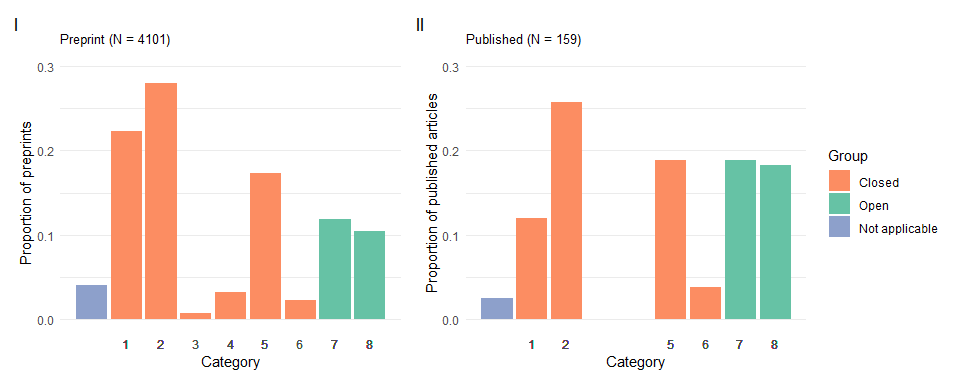 I
II
Preprint (N = 4101)
Published (N = 159)
Proportion of preprints
0.3
0.2
0.1
0.0
1 2 3 4 5 6 7 8
Category
Proportion of published articles
0.3
0.2
0.1
0.0
1 2 5 6 7 8
Category
Group
Closed
Open
Not applicable